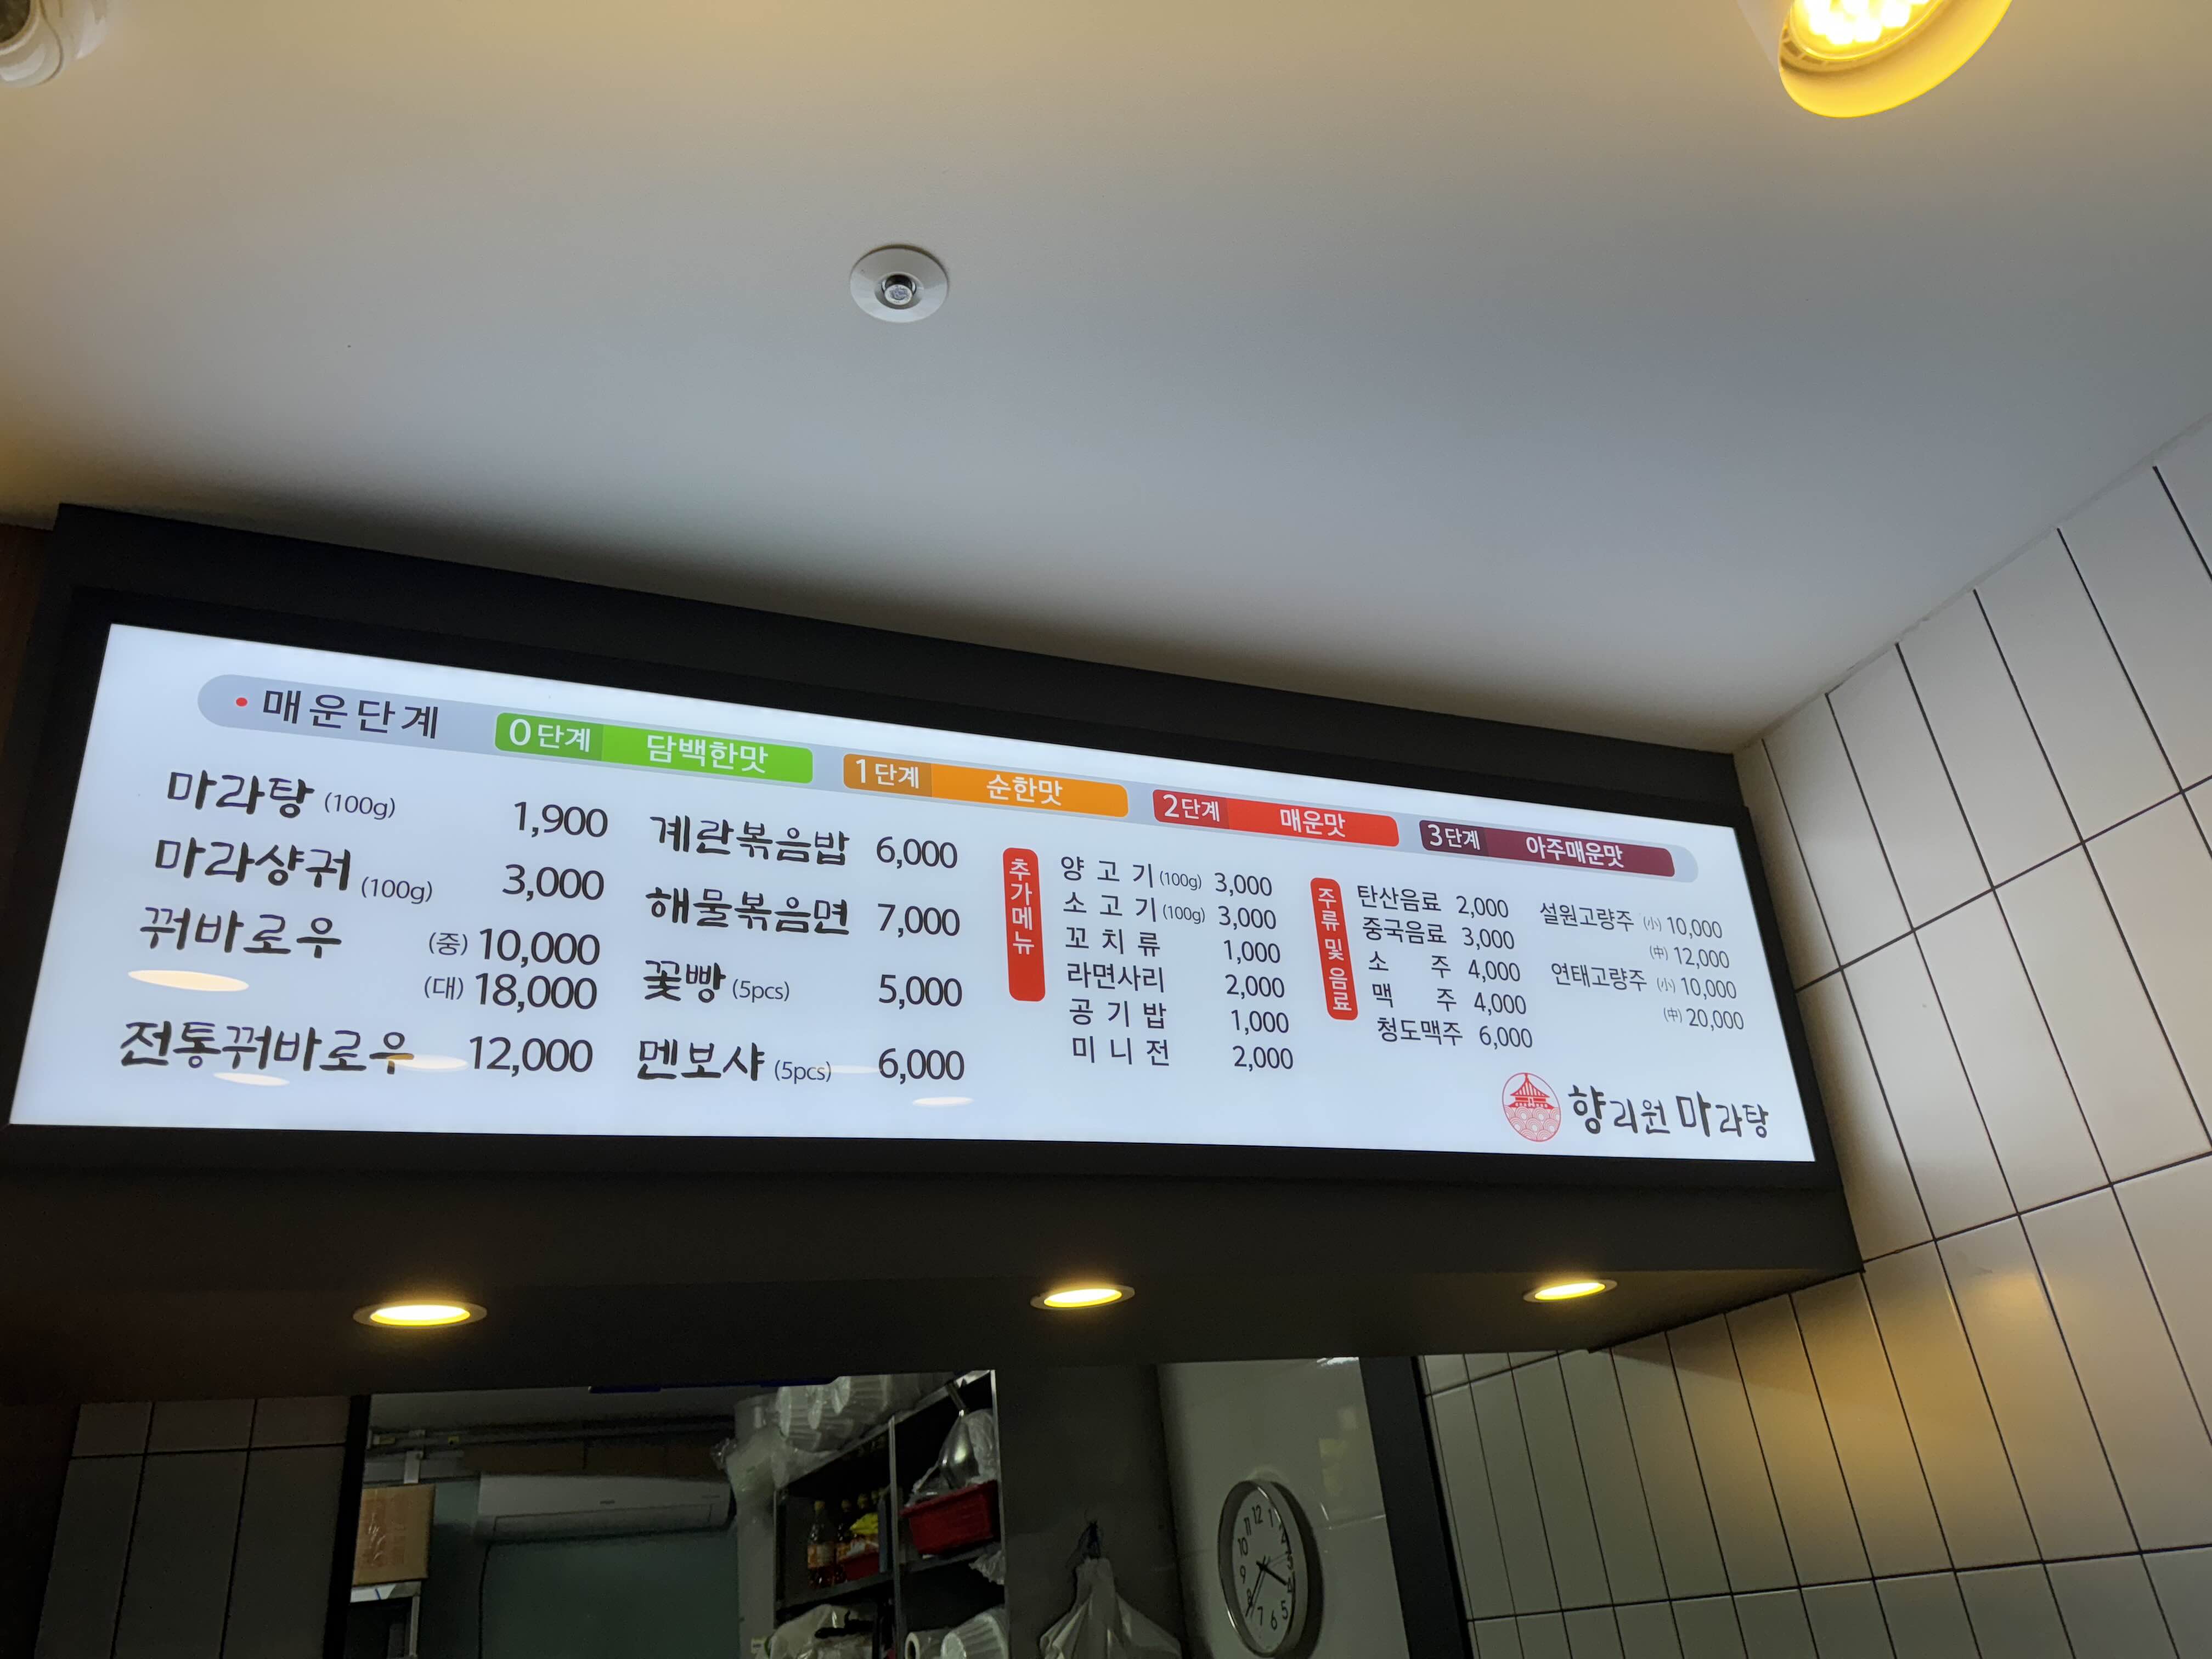 매운단계
0단계 담백한맛
1단계 순한맛
2단계 매운맛
3단계 아주매운맛
마라탕 (100g) 1,900
마라샹궈 (100g) 3,000
꿔바로우 (중) 10,000
(대) 18,000
전통꿔바로우 12,000
계란볶음밥 6,000
해물볶음면 7,000
꽃빵 (5pcs) 5,000
멘보샤 (5pcs) 6,000
추가메뉴
양 고 기 (100g) 3,000
소 고 기 (100g) 3,000
꼬 치 류 1,000
라면사리 2,000
공 기 밥 1,000
미 니 전 2,000
주류 및 음료
탄산음료 2,000
중국음료 3,000
소 주 4,000
맥 주 4,000
청도맥주 6,000
설원고량주 (小) 10,000
(中) 12,000
연태고량주 (小) 10,000
(中) 20,000
향리원 마라탕